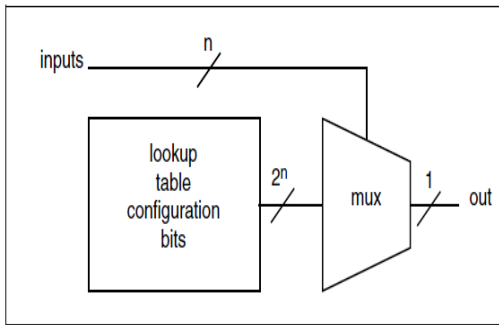 n
inputs
lookup
table
configuration
bits
2ⁿ
mux
1
out